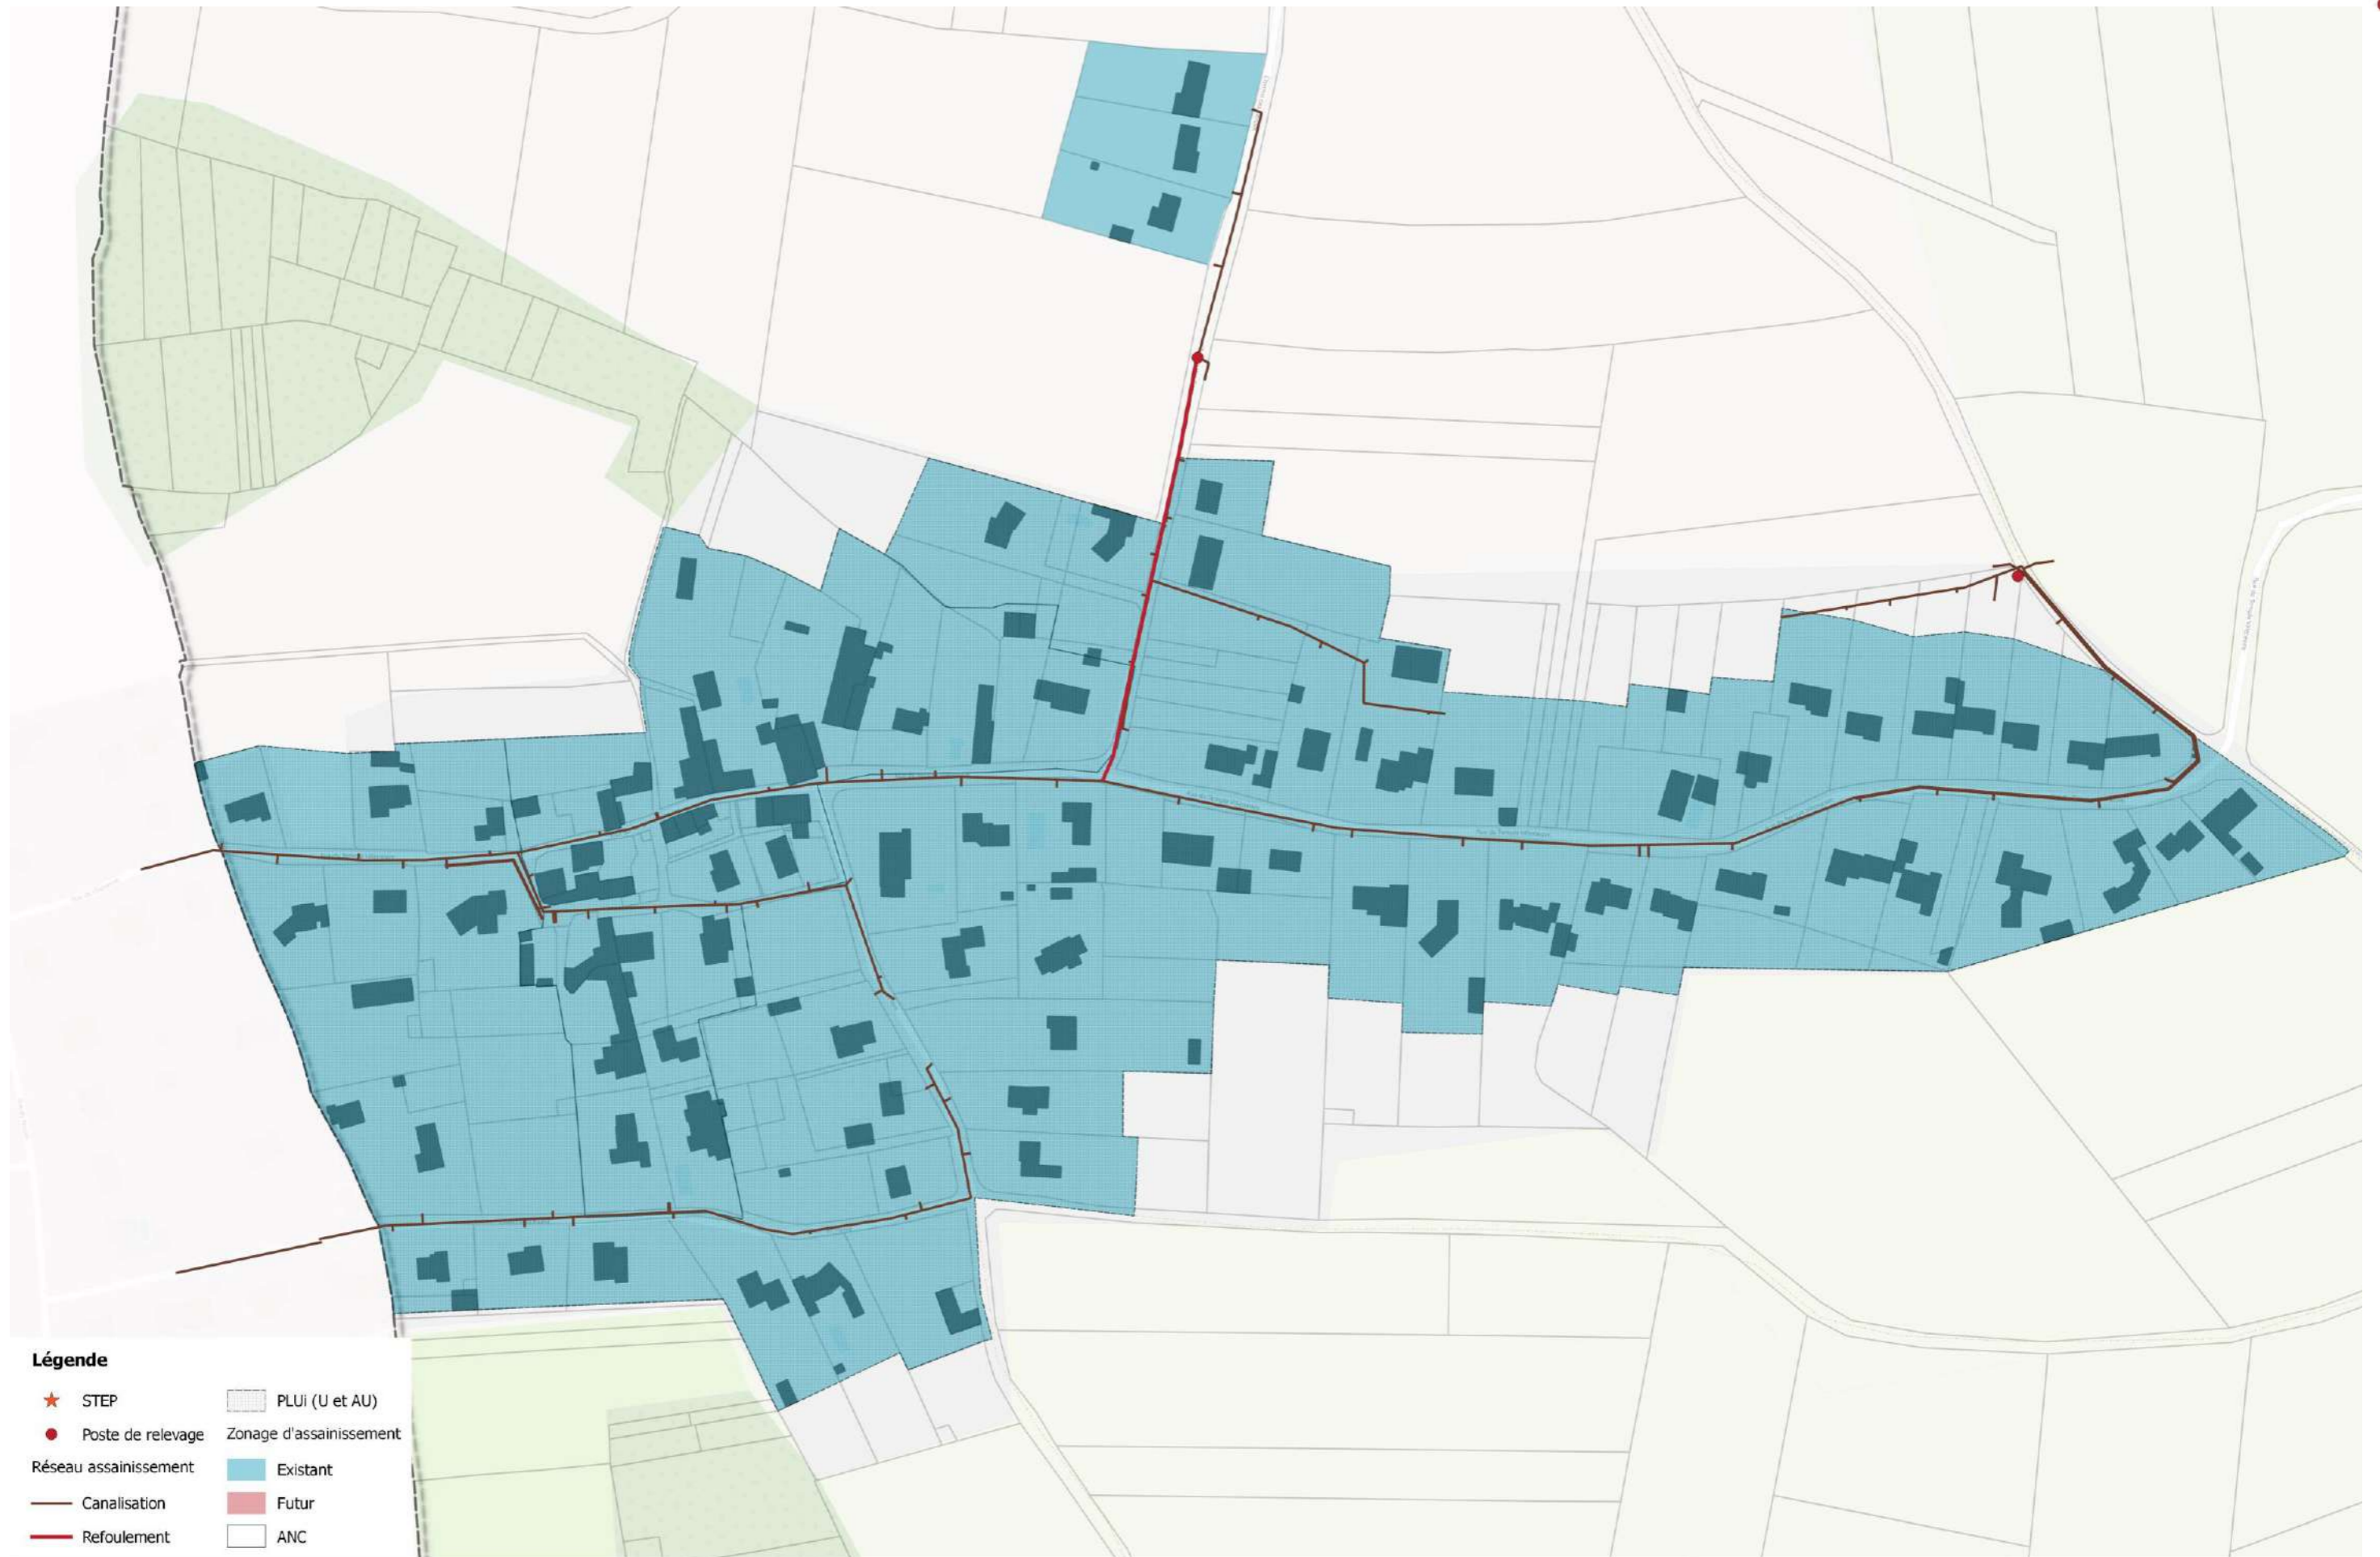 Légende
STEP
Poste de relevage
Réseau assainissement
Canalisation
Refoulement
PLUi (U et AU)
Zonage d'assainissement
Existant
Futur
ANC